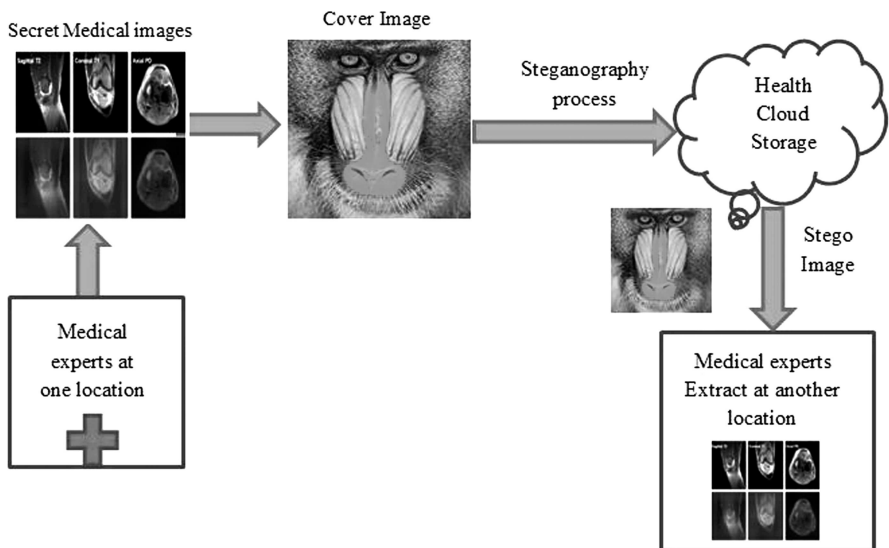 Secret Medical images
Sagittal T2
Coronal T1
Axial PD
Cover Image
Steganography
process
Health
Cloud
Storage
Stego
Image
Medical
experts at
one location
Medical experts
Extract at another
location